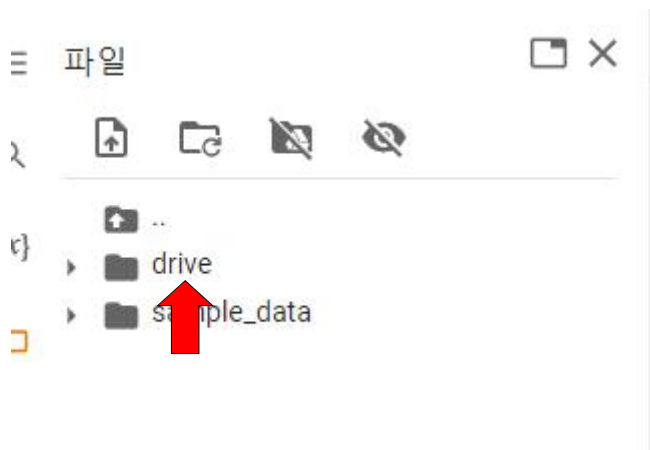 파일
..
drive
sample_data